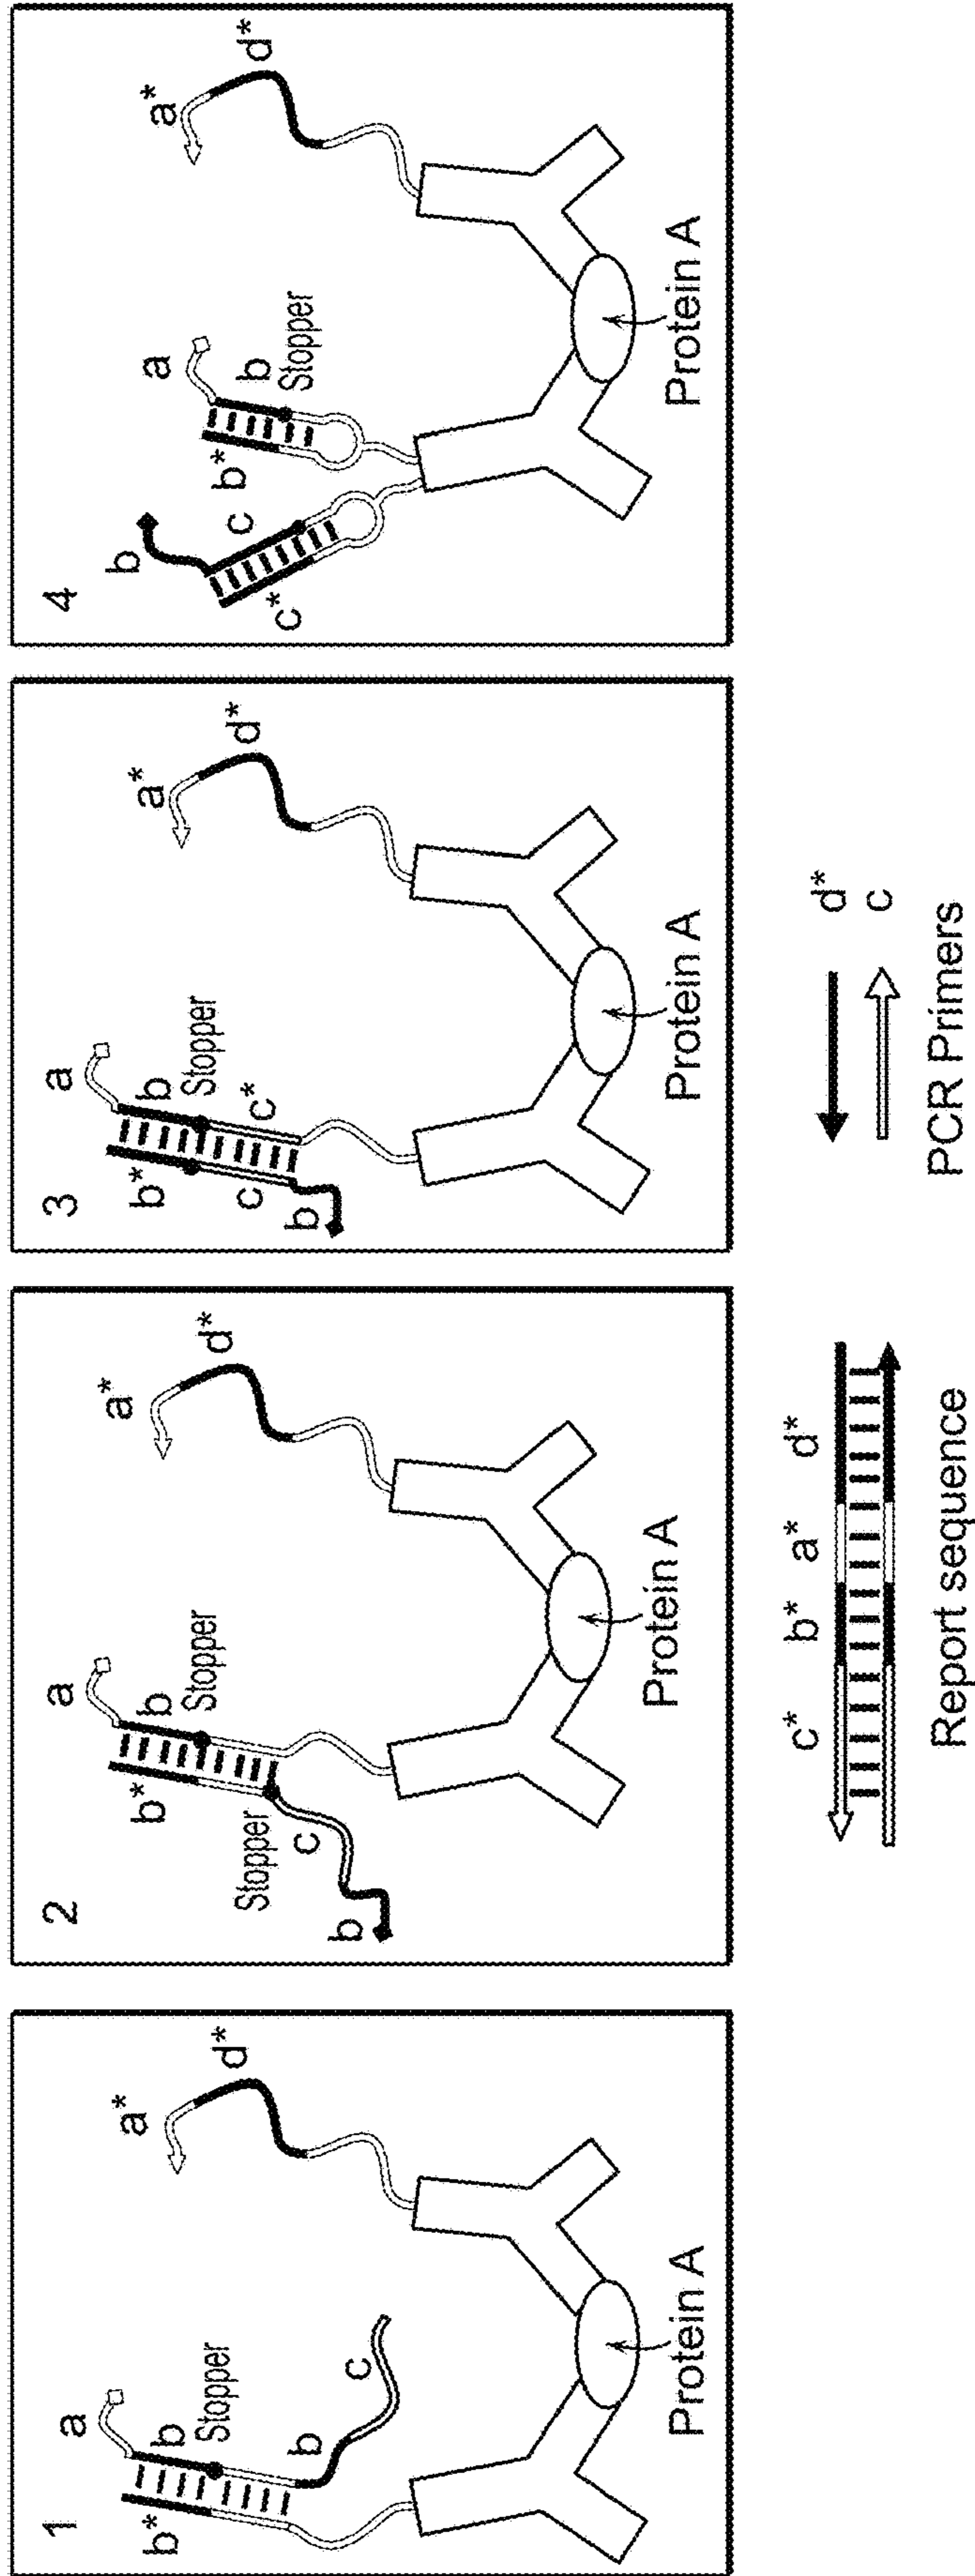 1
a
b*
b
Stopper
b
c
a*
d*
Protein A
2
a
b*
b
Stopper
Stopper
c
b
a*
d*
Protein A
3
a
b*
b
Stopper
c
c*
b
a*
d*
Protein A
4
b
c*
c
a
b*
b
Stopper
a*
d*
Protein A
c* b* a* d*
Report sequence
d*
c
PCR Primers